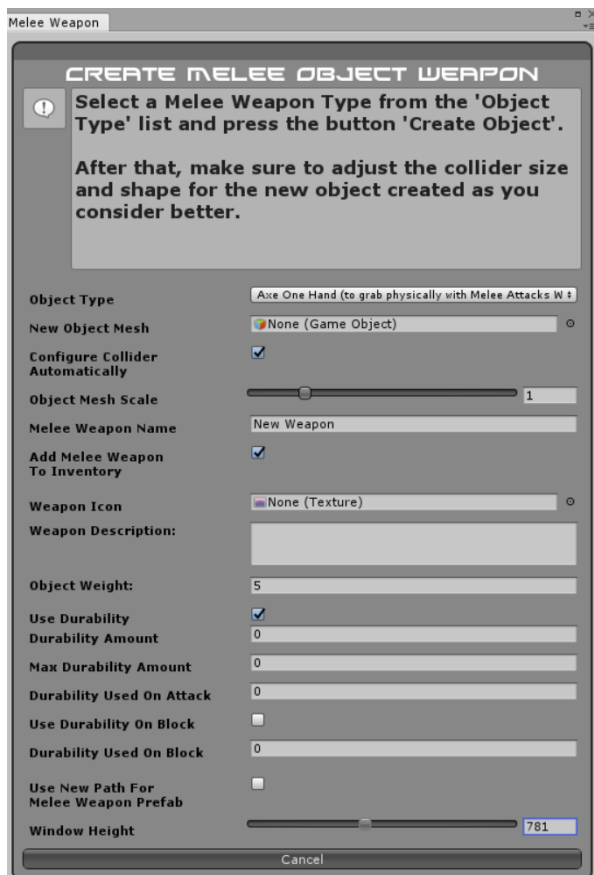 Melee Weapon
CREATE MELEE OBJECT WEAPON
Select a Melee Weapon Type from the 'Object
Type' list and press the button 'Create Object'.
After that, make sure to adjust the collider size
and shape for the new object created as you
consider better.
Object Type
Axe One Hand (to grab physically with Melee Attacks W
New Object Mesh
None (Game Object)
Configure Collider
Automatically
Object Mesh Scale
1
Melee Weapon Name
New Weapon
Add Melee Weapon
To Inventory
Weapon Icon
None (Texture)
Weapon Description:
Object Weight:
5
Use Durability
Durability Amount
0
Max Durability Amount
0
Durability Used On Attack
0
Use Durability On Block
Durability Used On Block
0
Use New Path For
Melee Weapon Prefab
Window Height
781
Cancel